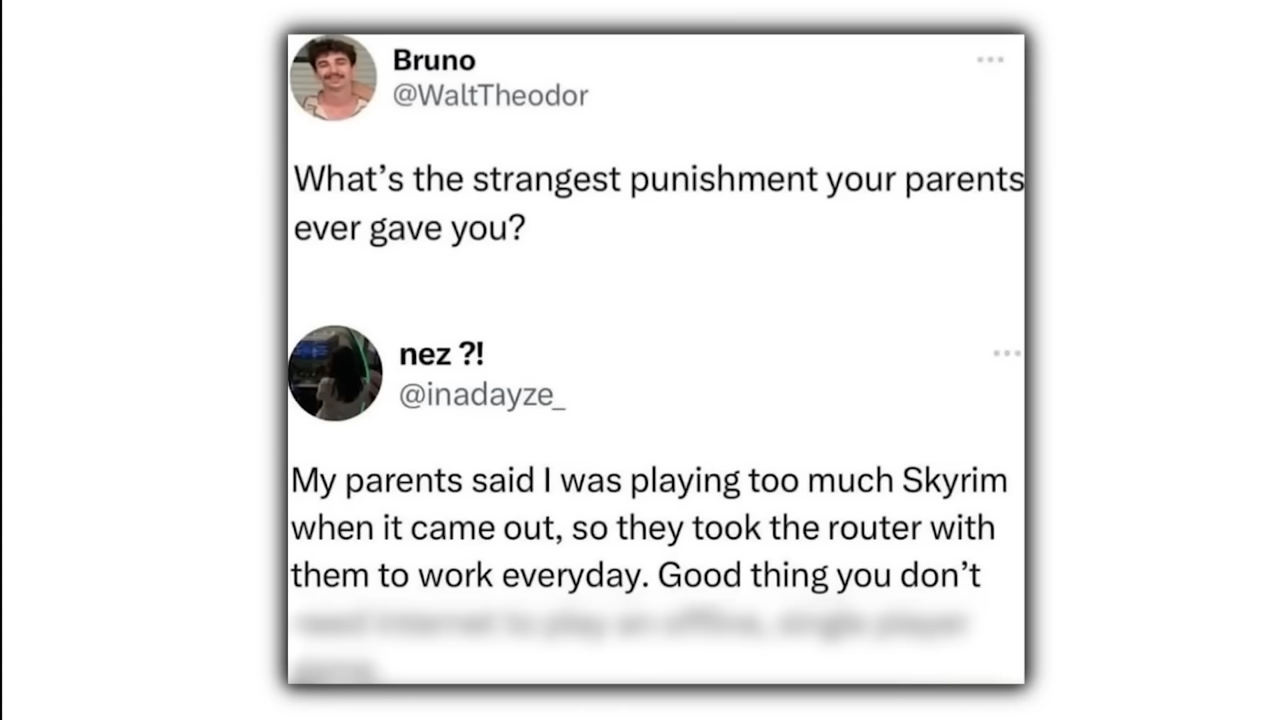 Bruno
@WaltTheodor
What's the strangest punishment your parents
ever gave you?
nez ?!
@inadayze_
My parents said I was playing too much Skyrim
when it came out, so they took the router with
them to work everyday. Good thing you don't